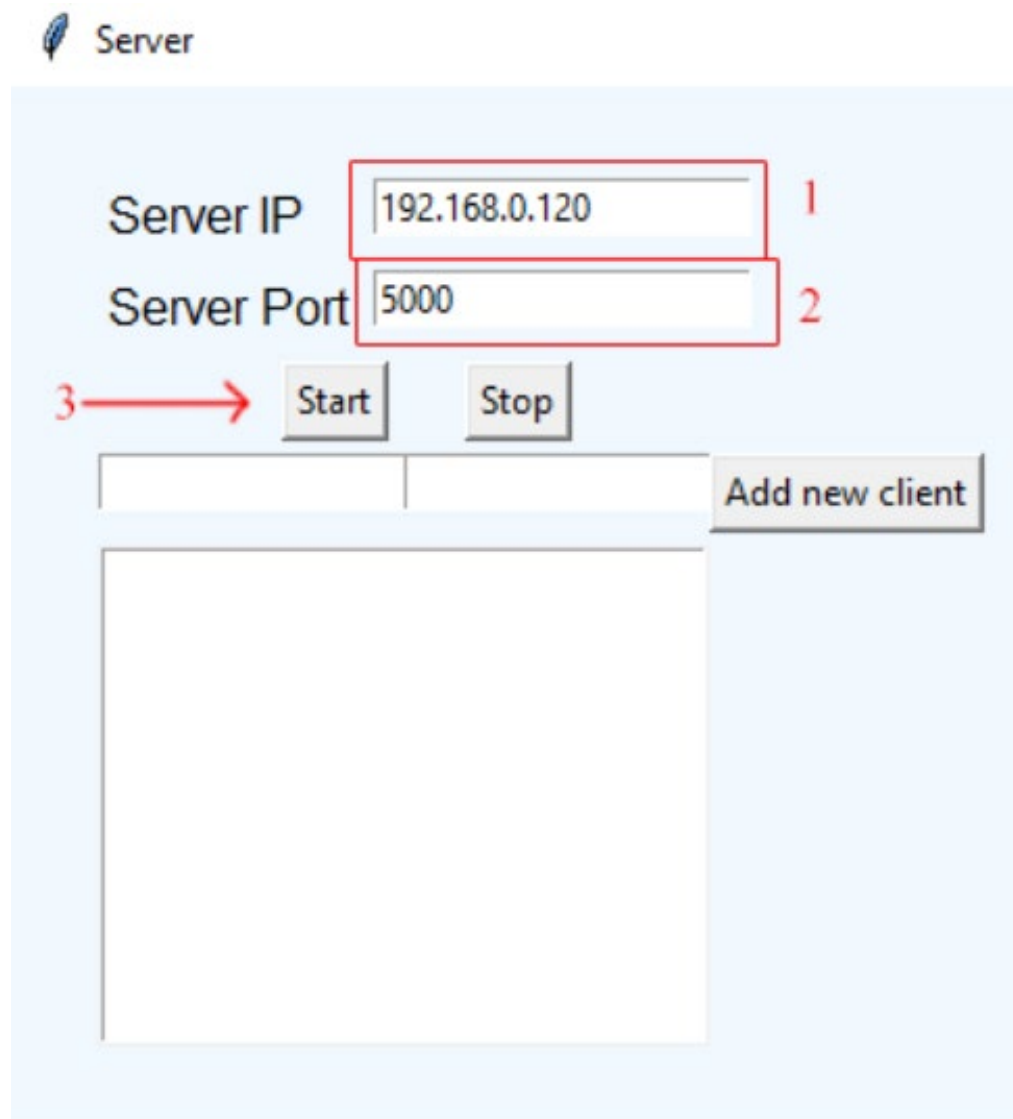 Server
Server IP 192.168.0.120 1
Server Port 5000 2
3 Start Stop
Add new client